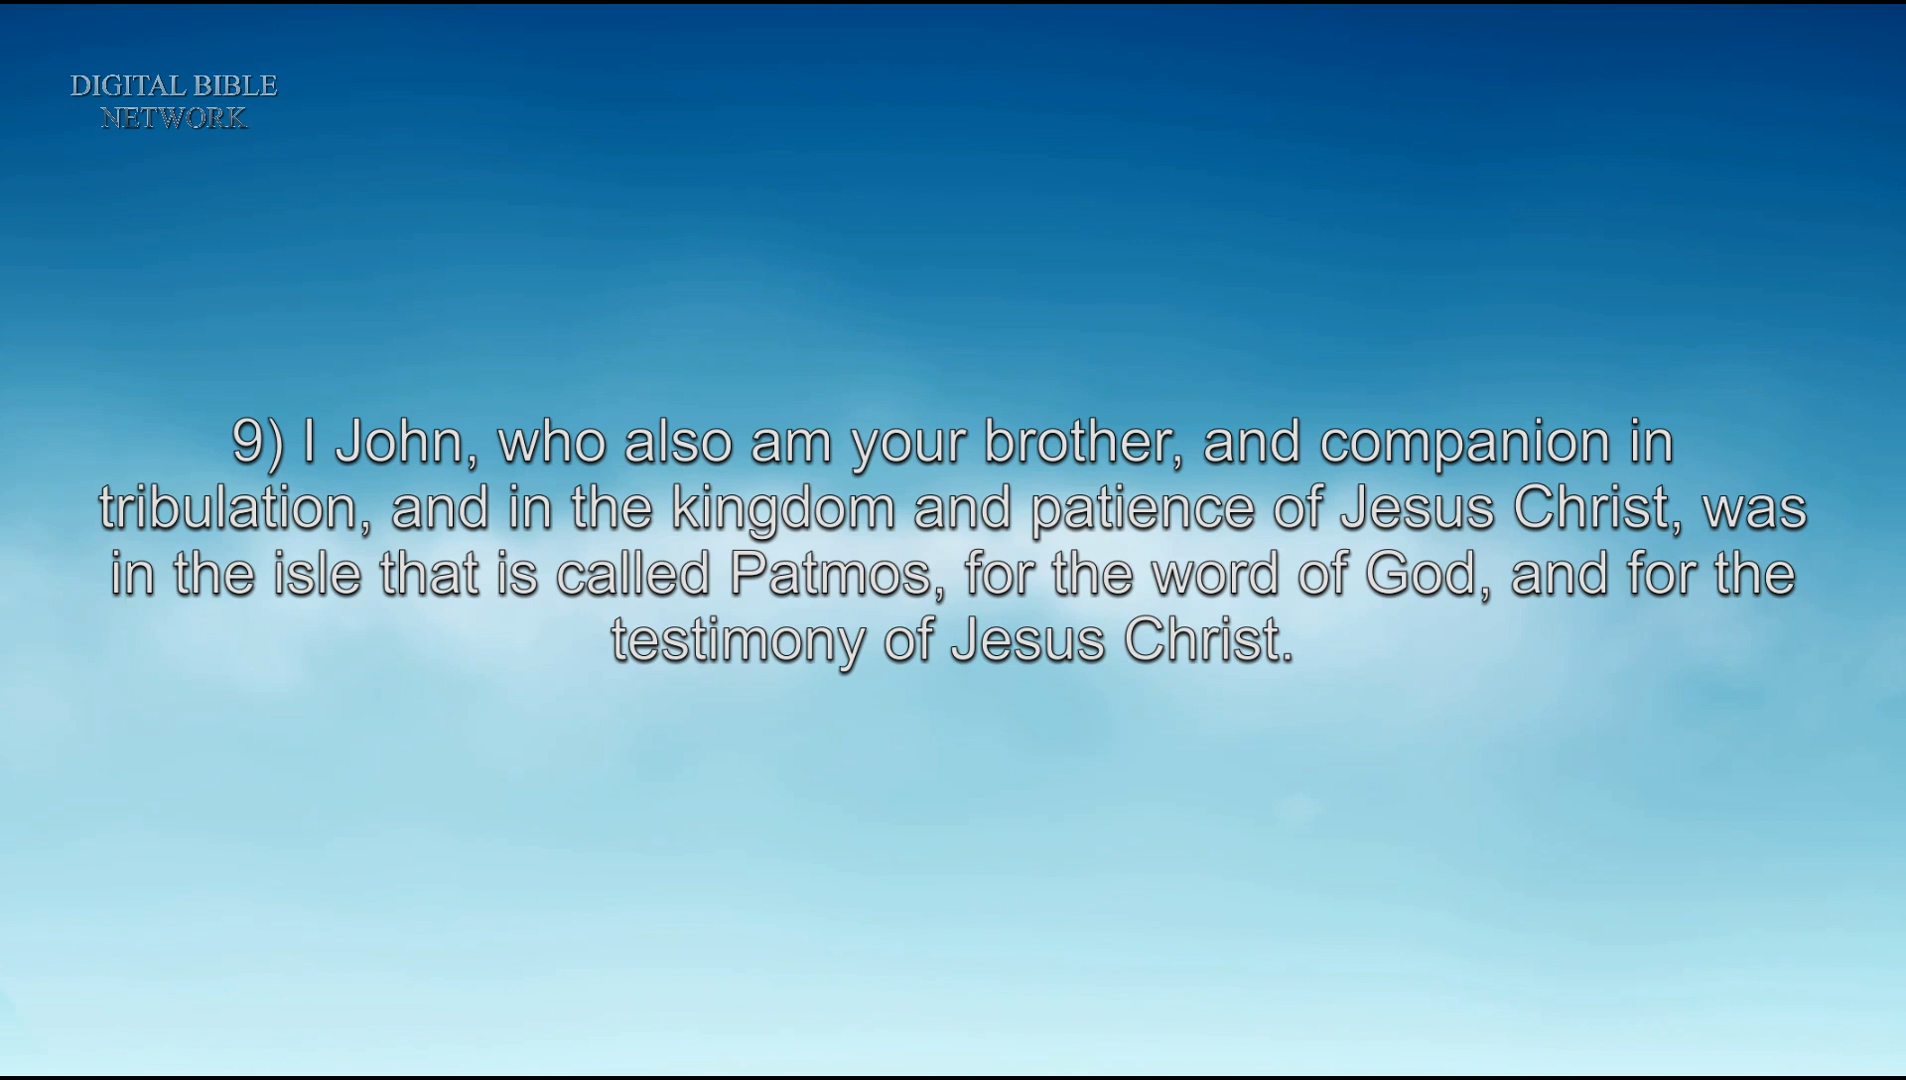 DIGITAL BIBLE
NETWORK
9) I John, who also am your brother, and companion in
tribulation, and in the kingdom and patience of Jesus Christ, was
in the isle that is called Patmos, for the word of God, and for the
testimony of Jesus Christ.